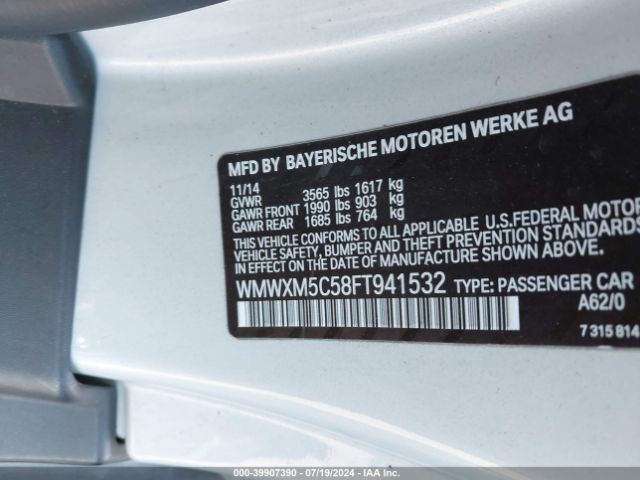 MFD BY BAYERISCHE MOTOREN WERKE AG
11/14
GVWR 3565 lbs 1617 kg
GAWR FRONT 1990 lbs 903 kg
GAWR REAR 1685 lbs 764 kg
THIS VEHICLE CONFORMS TO ALL APPLICABLE U.S.FEDERAL MOTOR
VEHICLE SAFETY, BUMPER AND THEFT PREVENTION STANDARDS
IN EFFECT ON THE DATE OF MANUFACTURE SHOWN ABOVE.
WMWXM5C58FT941532 TYPE: PASSENGER CAR
A62/0
7 315 814
000-39907390 - 07/19/2024 - IAA Inc.